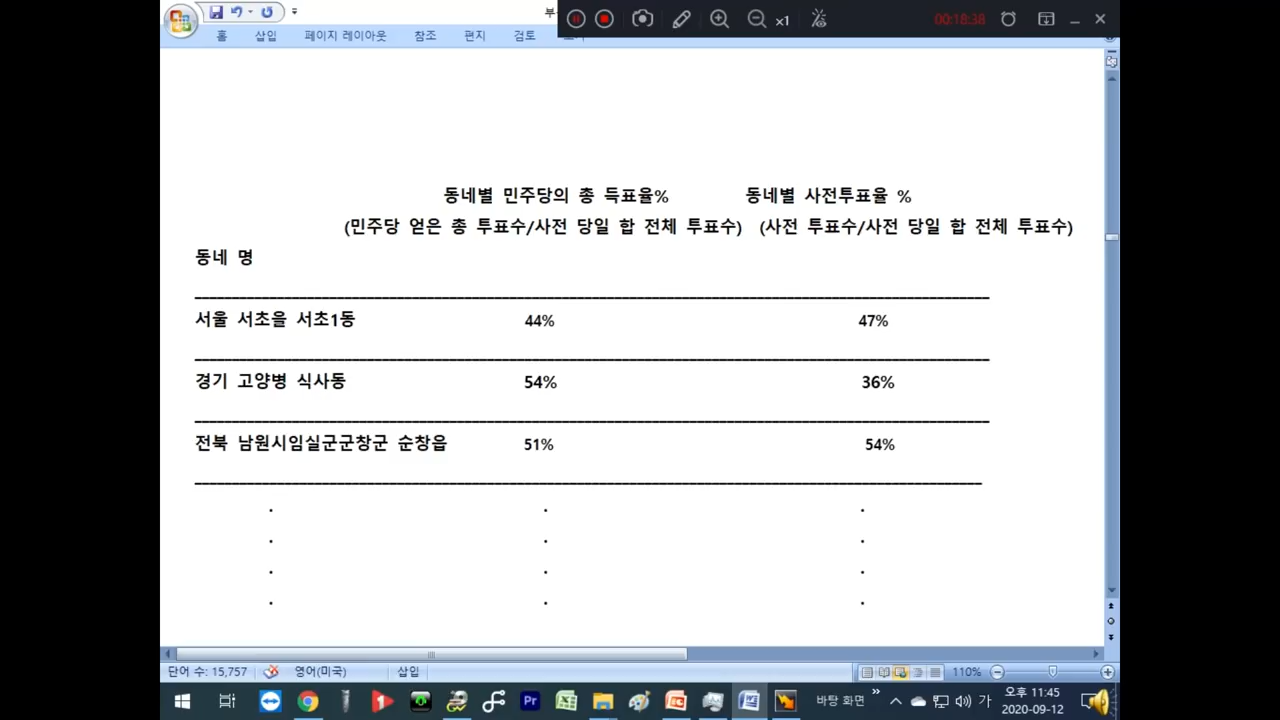 부
x1
00:18:38
홈 삽입 페이지 레이아웃 참조 편지 검토
동네별 민주당의 총 득표율% 동네별 사전투표율 %
(민주당 얻은 총 투표수/사전 당일 합 전체 투표수) (사전 투표수/사전 당일 합 전체 투표수)
동네 명
서울 서초을 서초1동 44% 47%
경기 고양병 식사동 54% 36%
전북 남원시임실군군창군 순창읍 51% 54%
. . .
. . .
. . .
. . .
단어 수: 15,757 영어(미국) 삽입 110%
Pr 바탕 화면 » 가 오후 11:45
2020-09-12